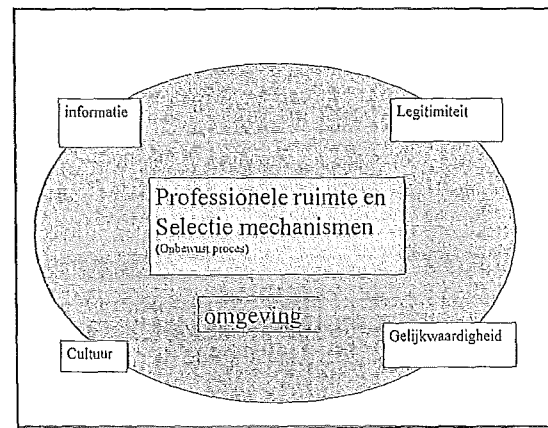 informatie
Legitimiteit
Professionele ruimte en
Selectie mechanismen
(Onbewust proces)
omgeving
Cultuur
Gelijkwaardigheid